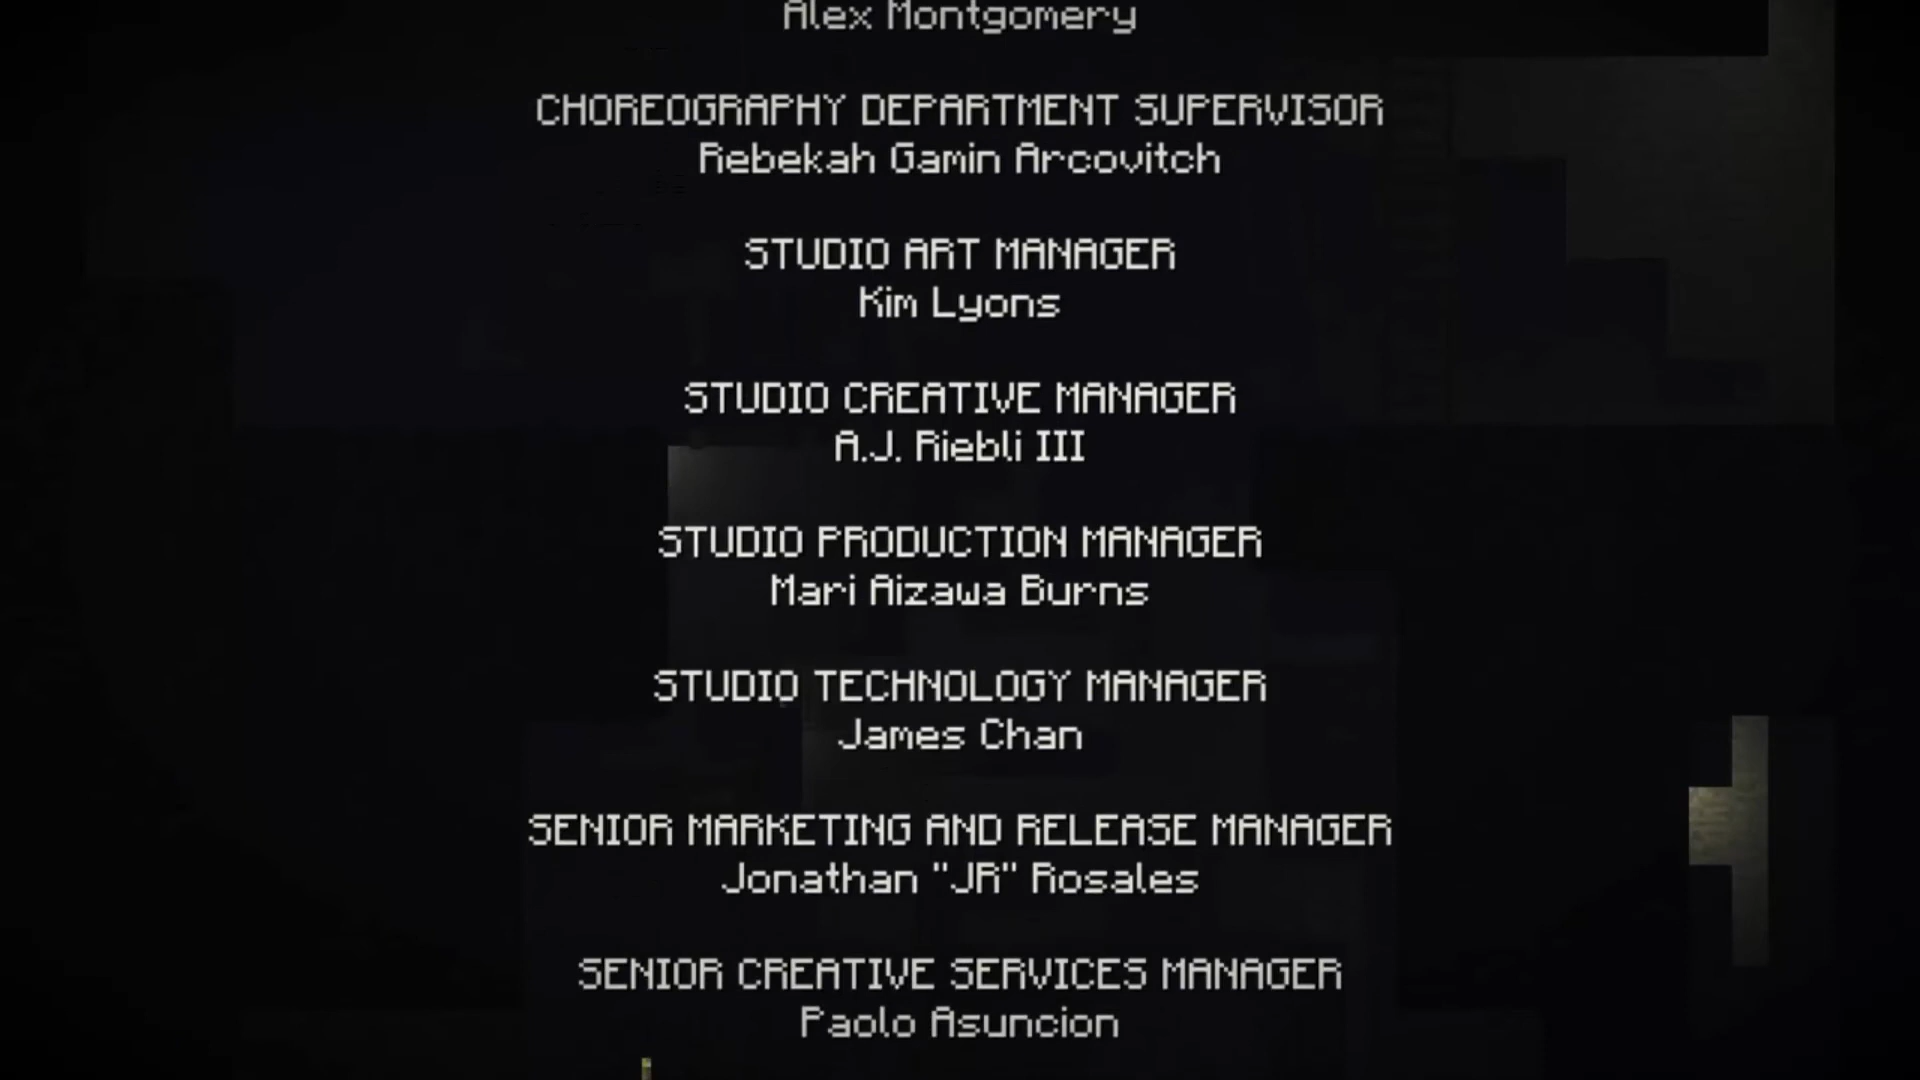 Alex Montgomery
CHOREOGRAPHY DEPARTMENT SUPERVISOR
Rebekah Gamin Arcovitch
STUDIO ART MANAGER
Kim Lyons
STUDIO CREATIVE MANAGER
A.J. Riebli III
STUDIO PRODUCTION MANAGER
Mari Aizawa Burns
STUDIO TECHNOLOGY MANAGER
James Chan
SENIOR MARKETING AND RELEASE MANAGER
Jonathan "JR" Rosales
SENIOR CREATIVE SERVICES MANAGER
Paolo Asuncion